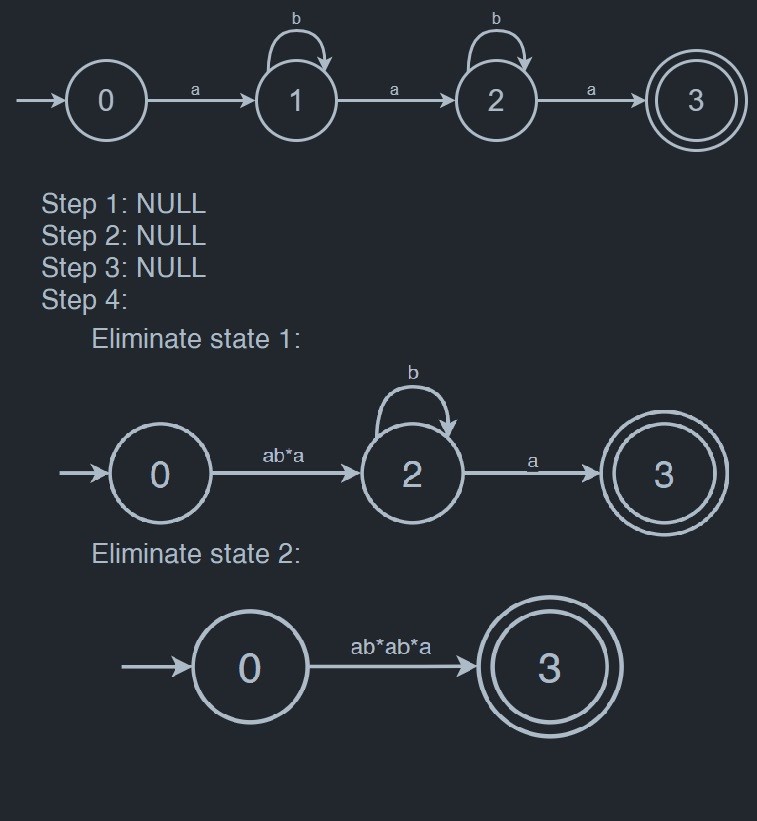 b b
0 a 1 a 2 a 3
Step 1: NULL
Step 2: NULL
Step 3: NULL
Step 4:
Eliminate state 1:
b
0 ab*a 2 a 3
Eliminate state 2:
0 ab*ab*a 3